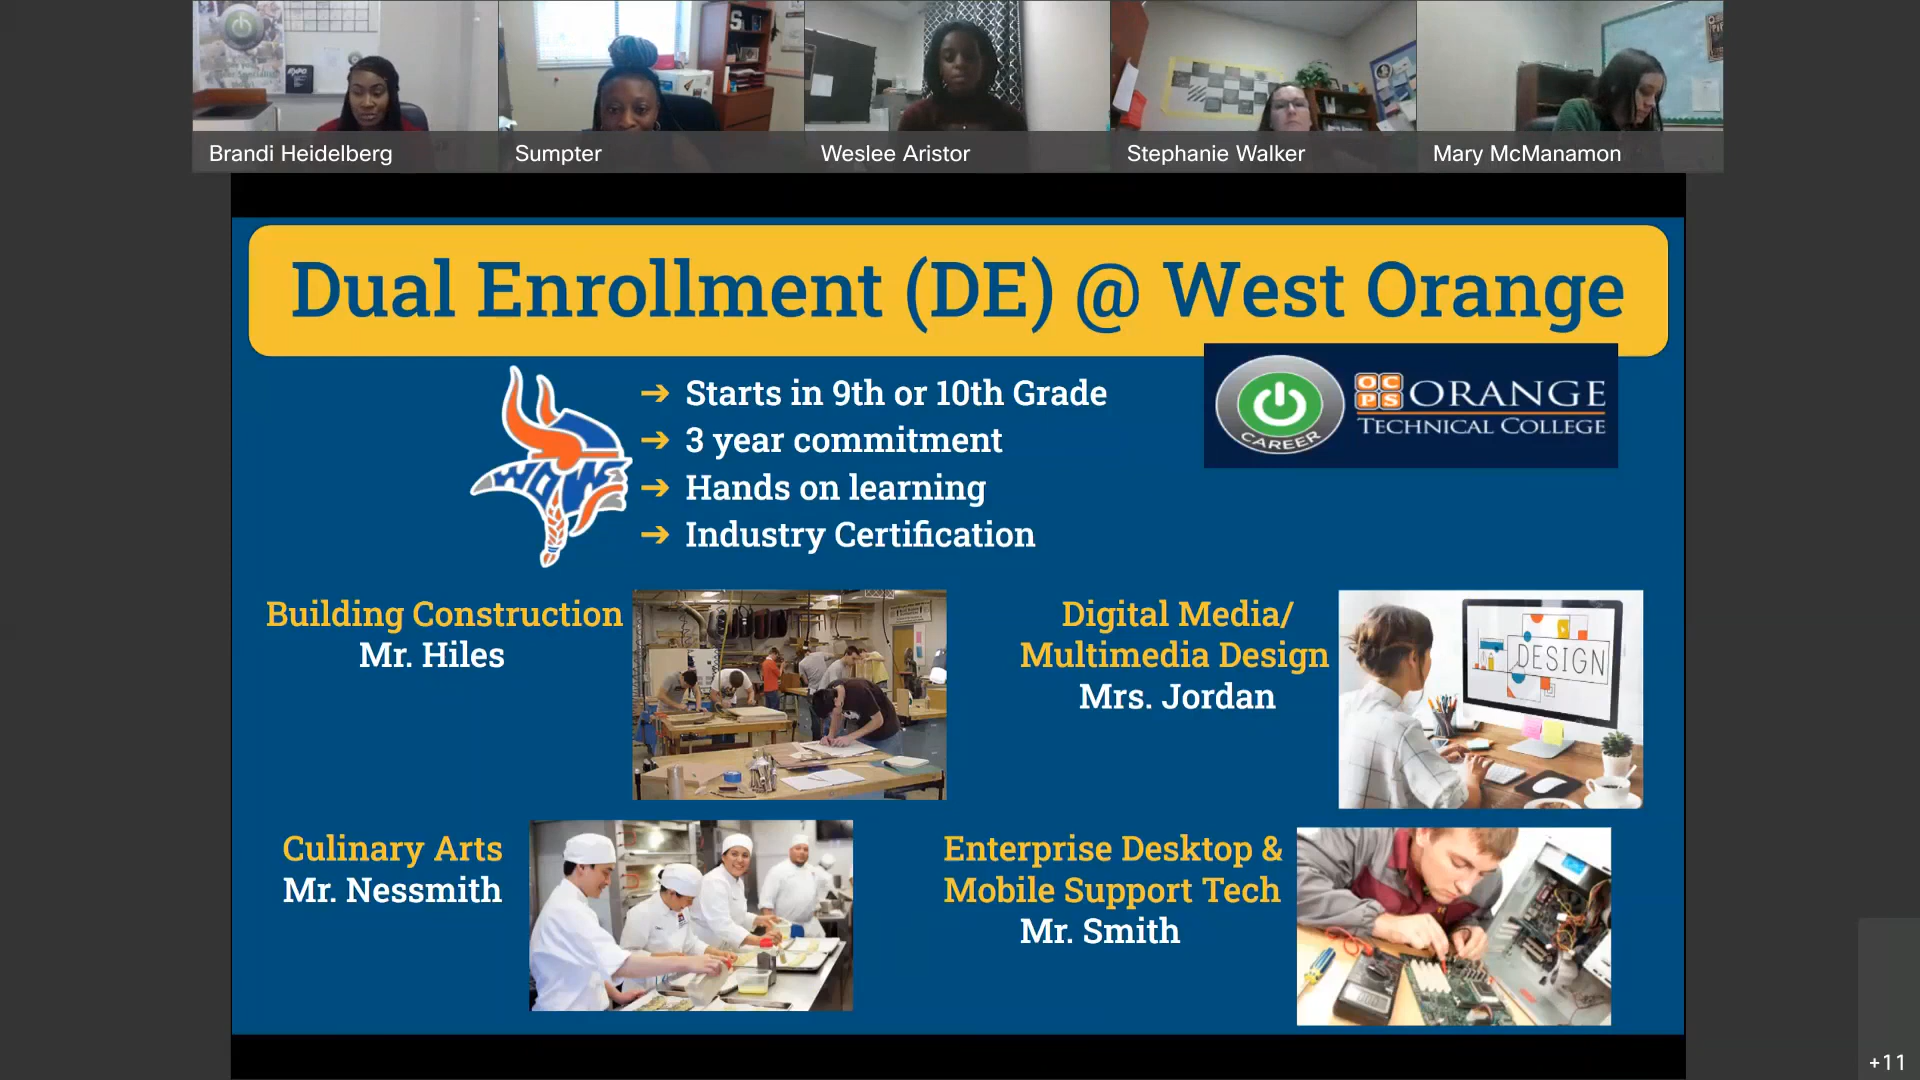 Brandi Heidelberg
Sumpter
Weslee Aristor
Stephanie Walker
Mary McManamon
Dual Enrollment (DE) @ West Orange
➔ Starts in 9th or 10th Grade
➔ 3 year commitment
➔ Hands on learning
➔ Industry Certification
WOW
CAREER
OCPS
ORANGE
TECHNICAL COLLEGE
Building Construction
Mr. Hiles
Digital Media/
Multimedia Design
Mrs. Jordan
DESIGN
Culinary Arts
Mr. Nessmith
Enterprise Desktop &
Mobile Support Tech
Mr. Smith
+11